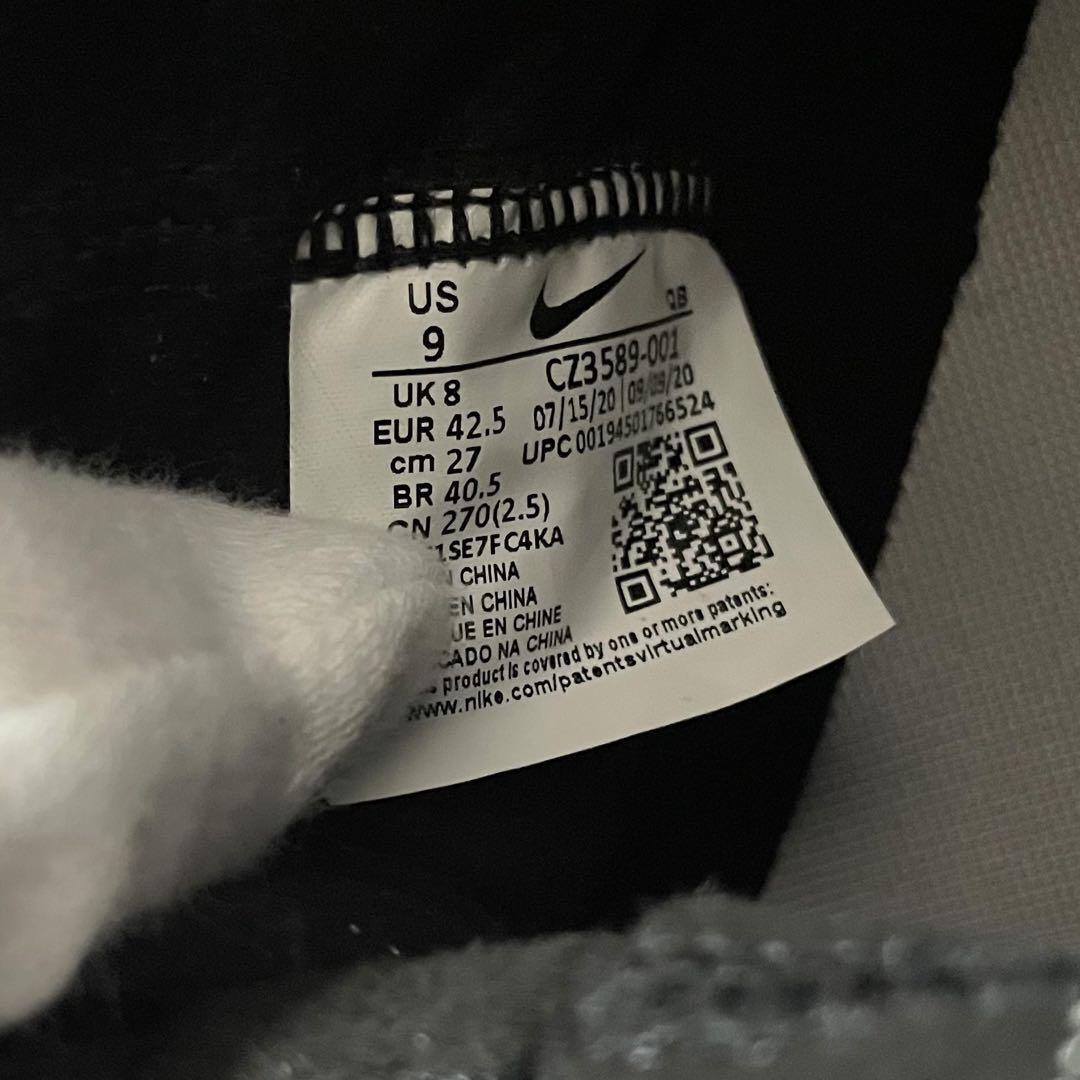 US
9
QB
UK 8
CZ3589-001
EUR 42.5
07/15/20 | 09/09/20
cm 27
UPC 00194501766524
BR 40.5
CN 270(2.5)
1SE7FC4KA
CHINA
EN CHINA
UE EN CHINE
CADO NA CHINA
product is covered by one or more patents:
www.nike.com/patentsvirtualmarking